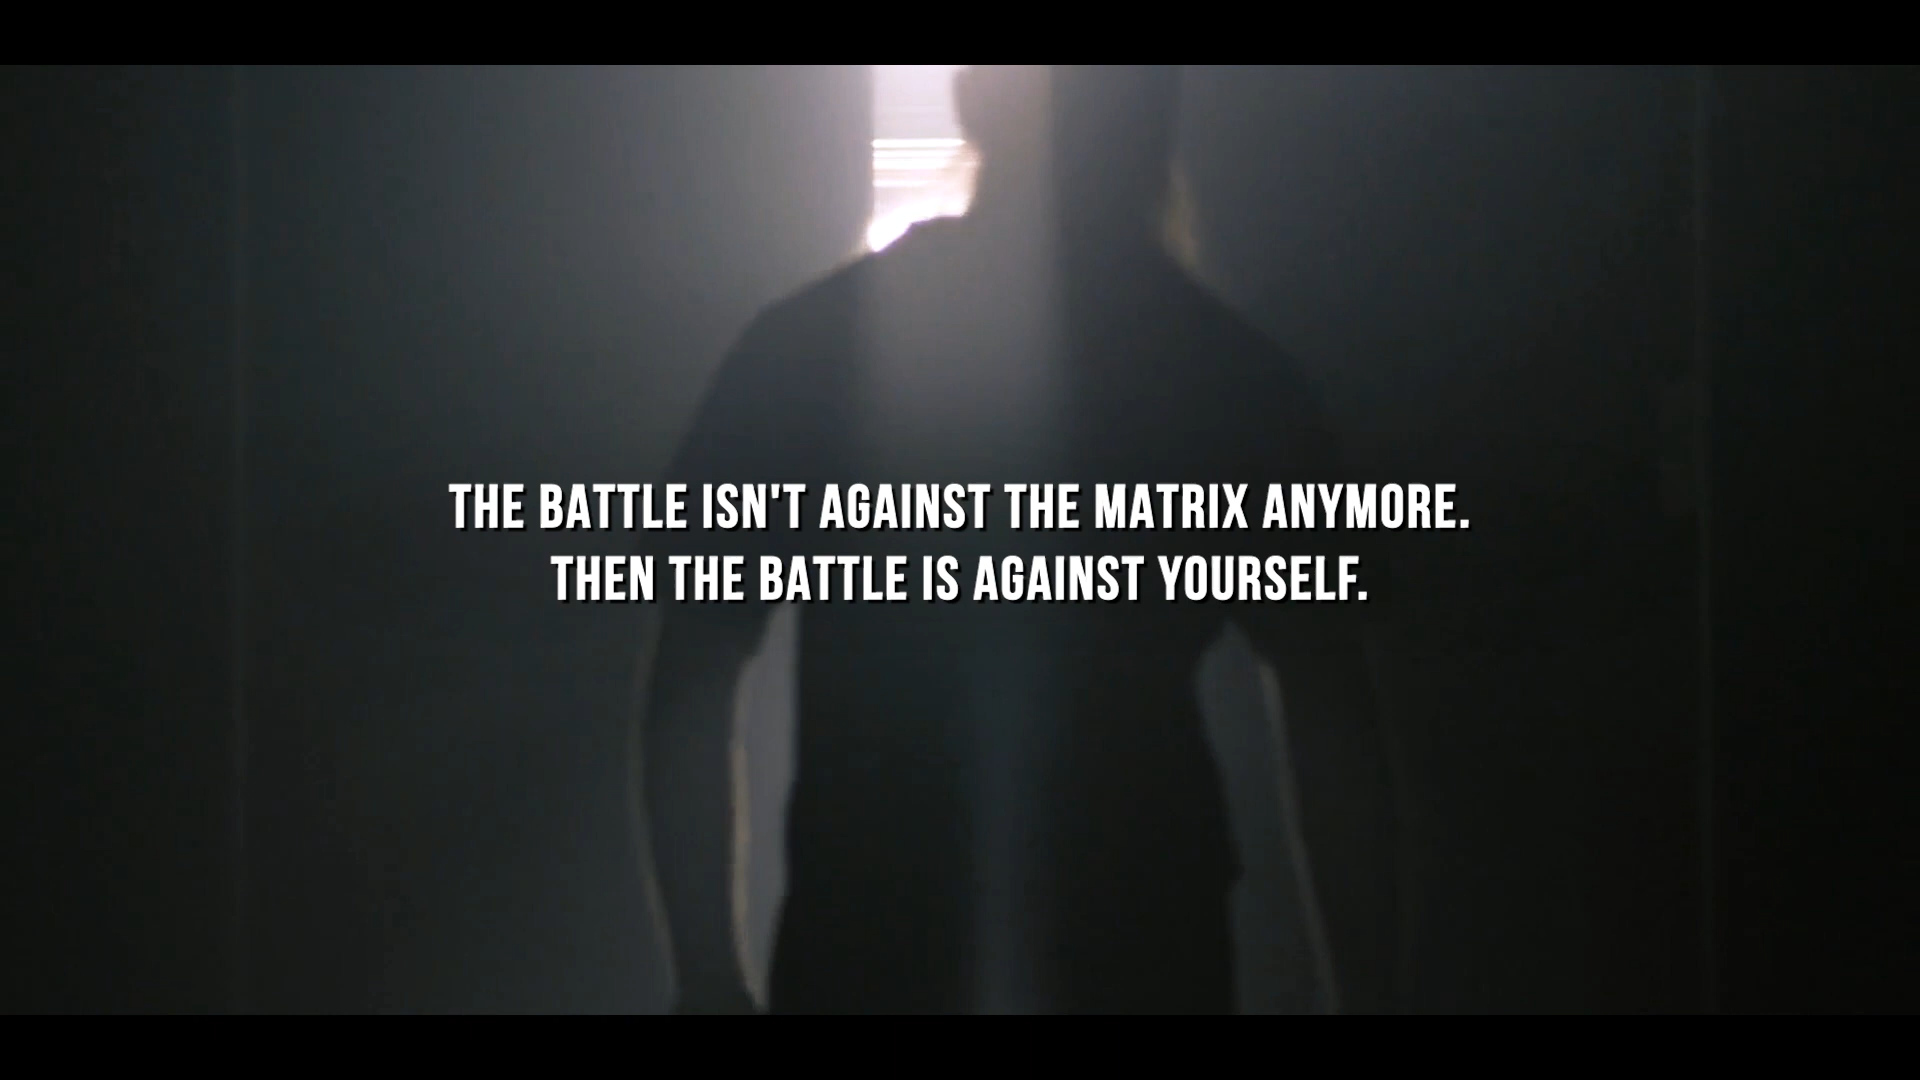 THE BATTLE ISN'T AGAINST THE MATRIX ANYMORE.
THEN THE BATTLE IS AGAINST YOURSELF.